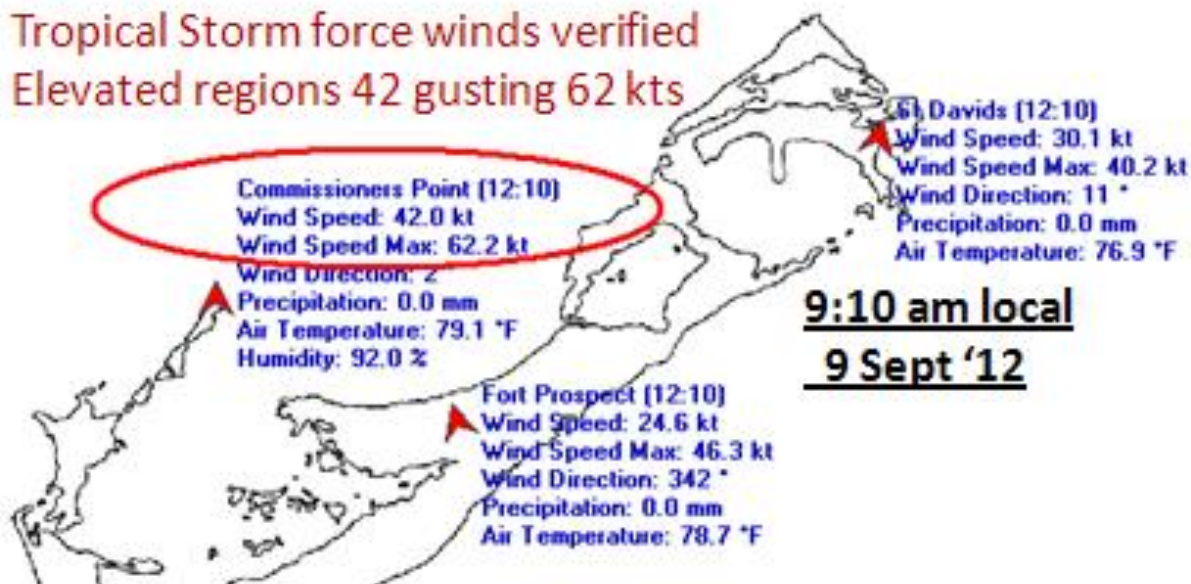 Tropical Storm force winds verified
Elevated regions 42 gusting 62 kts
Commissioners Point (12:10)
Wind Speed: 42.0 kt
Wind Speed Max: 62.2 kt
Wind Direction: 2 °
Precipitation: 0.0 mm
Air Temperature: 79.1 °F
Humidity: 92.0 %
St Davids (12:10)
Wind Speed: 30.1 kt
Wind Speed Max: 40.2 kt
Wind Direction: 11 °
Precipitation: 0.0 mm
Air Temperature: 76.9 °F
9:10 am local
9 Sept ‘12
Fort Prospect (12:10)
Wind Speed: 24.6 kt
Wind Speed Max: 46.3 kt
Wind Direction: 342 °
Precipitation: 0.0 mm
Air Temperature: 78.7 °F